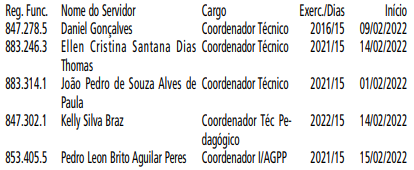 Reg. Func. Nome do Servidor Cargo Exerc./Dias Início
847.278.5 Daniel Gonçalves Coordenador Técnico 2016/15 09/02/2022
883.246.3 Ellen Cristina Santana Dias Coordenador Técnico 2021/15 14/02/2022
Thomas
883.314.1 João Pedro de Souza Alves de Coordenador Técnico 2021/15 01/02/2022
Paula
847.302.1 Kelly Silva Braz Coordenador Téc Pe- 2022/15 14/02/2022
dagógico
853.405.5 Pedro Leon Brito Aguilar Peres Coordenador I/AGPP 2021/15 15/02/2022